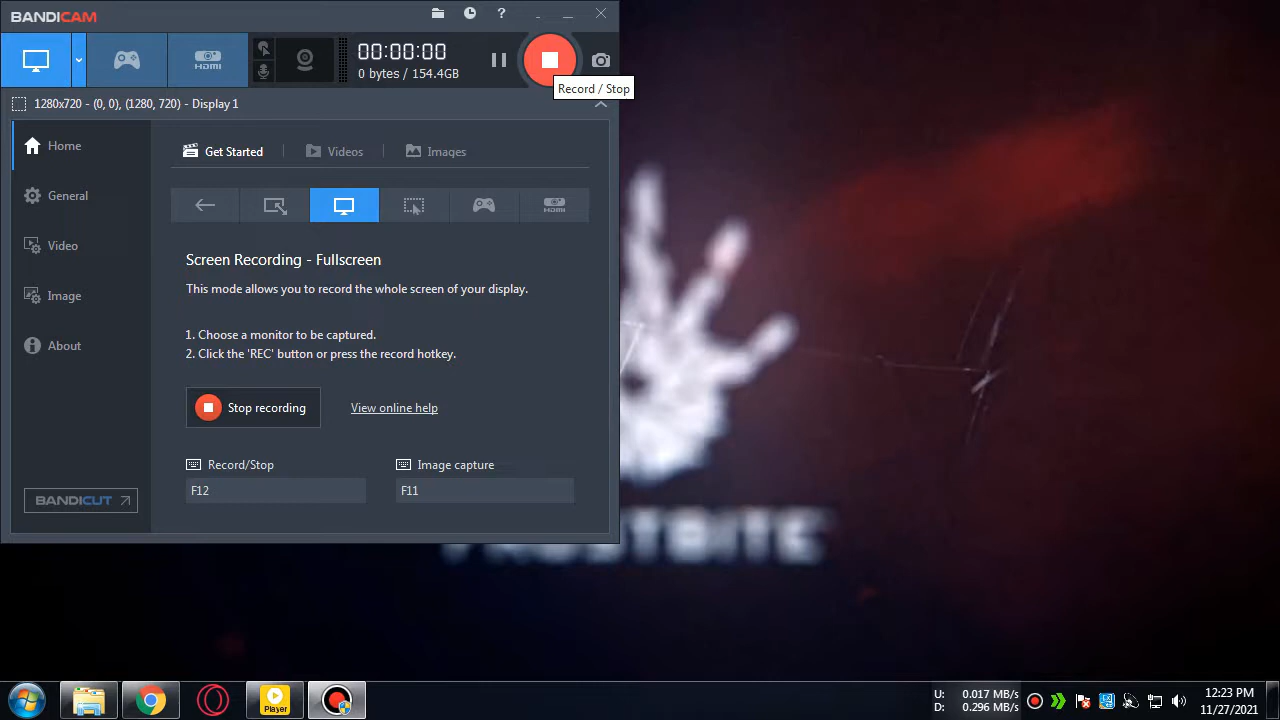 BANDICAM
?
HDMI
00:00:00
0 bytes / 154.4GB
Record / Stop
1280x720 - (0, 0), (1280, 720) - Display 1
Home
General
Video
Image
About
BANDICUT
Get Started
Videos
Images
HDMI
Screen Recording - Fullscreen
This mode allows you to record the whole screen of your display.
1. Choose a monitor to be captured.
2. Click the 'REC' button or press the record hotkey.
Stop recording
View online help
Record/Stop
Image capture
F12
F11
FROSTBITE
Player
U: 0.017 MB/s
D: 0.296 MB/s
12:23 PM
11/27/2021